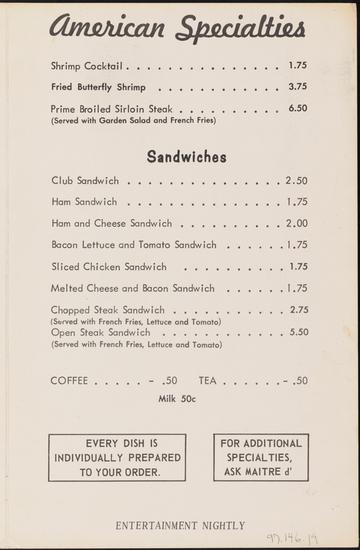 American Specialties
Shrimp Cocktail . . . . . . . . . . . . . . . 1.75
Fried Butterfly Shrimp . . . . . . . . . . . . 3.75
Prime Broiled Sirloin Steak . . . . . . . . . . 6.50
(Served with Garden Salad and French Fries)
Sandwiches
Club Sandwich . . . . . . . . . . . . . . . 2.50
Ham Sandwich . . . . . . . . . . . . . . . 1.75
Ham and Cheese Sandwich . . . . . . . . . . 2.00
Bacon Lettuce and Tomato Sandwich . . . . . . 1.75
Sliced Chicken Sandwich . . . . . . . . . . 1.75
Melted Cheese and Bacon Sandwich . . . . . . 1.75
Chopped Steak Sandwich . . . . . . . . . . . 2.75
(Served with French Fries, Lettuce and Tomato)
Open Steak Sandwich . . . . . . . . . . . . 5.50
(Served with French Fries, Lettuce and Tomato)
COFFEE . . . . . - .50 TEA . . . . . . - .50
Milk 50c
EVERY DISH IS
INDIVIDUALLY PREPARED
TO YOUR ORDER.
FOR ADDITIONAL
SPECIALTIES,
ASK MAITRE d'
ENTERTAINMENT NIGHTLY
97.146.19